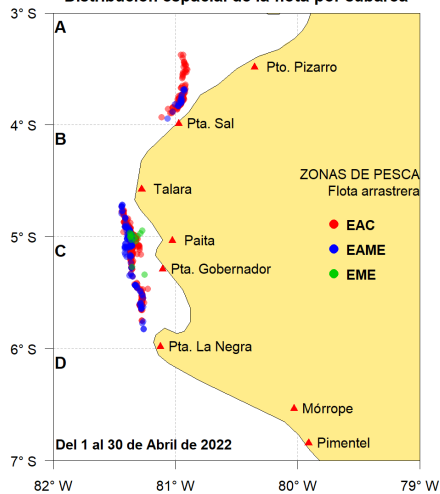 Distribución espacial de la flota por subárea
3° S
A
Pto. Pizarro
4° S
Pta. Sal
B
ZONAS DE PESCA
Talara
Flota arrastrera
EAC
5° S
Paita
C
EAME
Pta. Gobernador
EME
6° S
Pta. La Negra
D
Mórrope
Del 1 al 30 de Abril de 2022
Pimentel
7° S
82° W
81° W
80° W
79° W